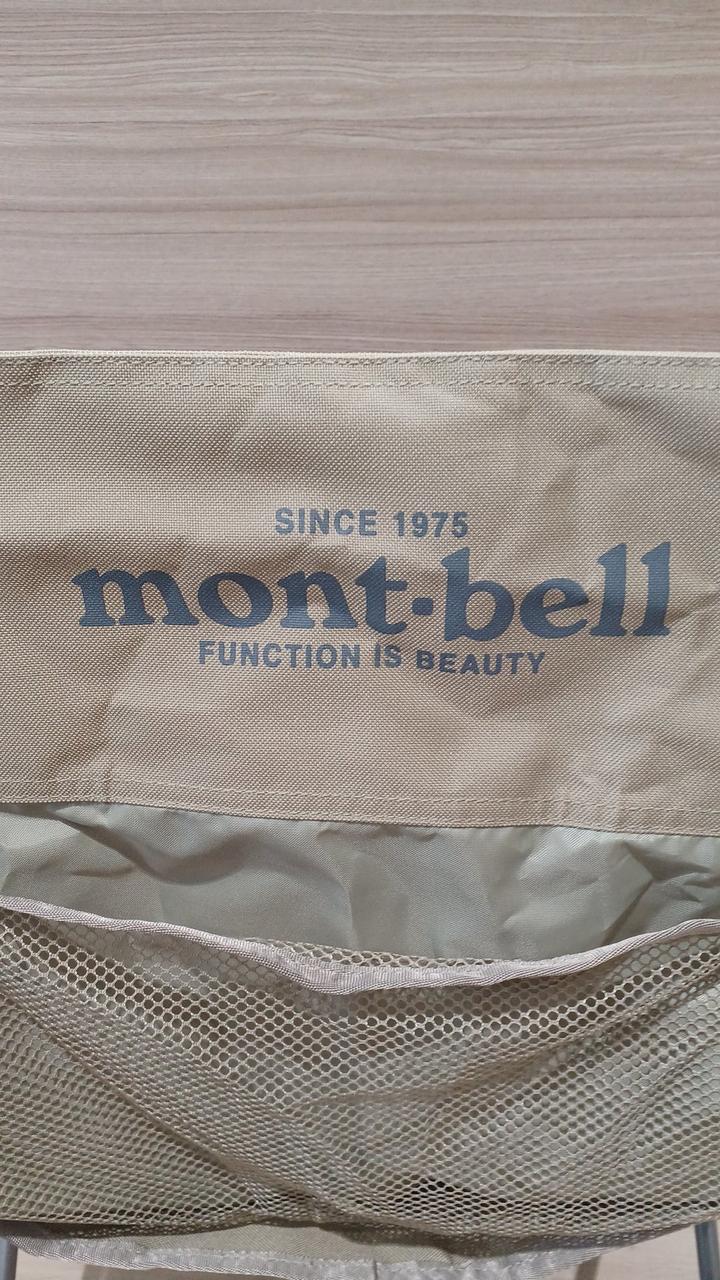 SINCE 1975
mont-bell
FUNCTION IS BEAUTY